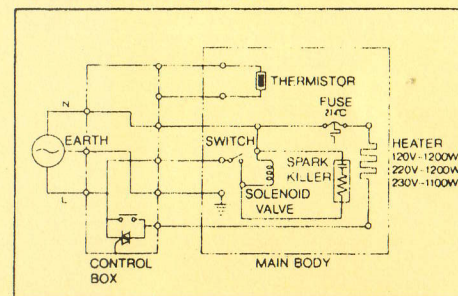 THERMISTOR
N
FUSE
214°C
EARTH
SWITCH
HEATER
120V-1200W
220V-1200W
230V-1100W
SPARK
KILLER
SOLENOID
VALVE
L
CONTROL
BOX
MAIN BODY